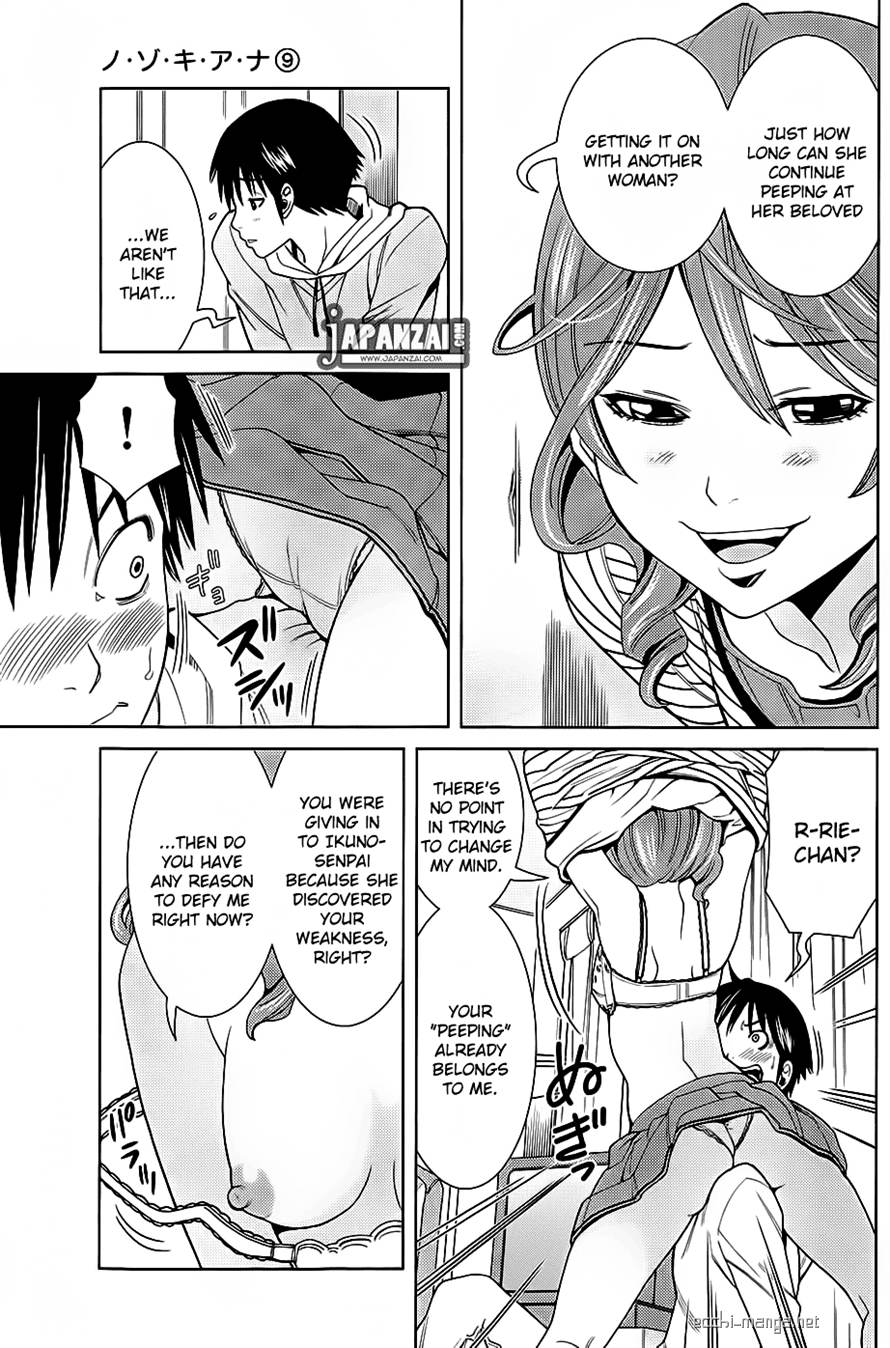 ノ・ゾ・キ・ア・ナ⑨
JUST HOW
LONG CAN SHE
CONTINUE
PEEPING AT
HER BELOVED
GETTING IT ON
WITH ANOTHER
WOMAN?
...WE
AREN'T
LIKE
THAT...
JAPANZAI.COM
WWW.JAPANZAI.COM
!
ギョ
ズッ
R-RIE-
CHAN?
THERE'S
NO POINT
IN TRYING
TO CHANGE
MY MIND.
YOUR
"PEEPING"
ALREADY
BELONGS
TO ME.
ぬぎっ
YOU WERE
GIVING IN
TO IKUNO-
SENPAI
BECAUSE SHE
DISCOVERED
YOUR
WEAKNESS,
RIGHT?
...THEN DO
YOU HAVE
ANY REASON
TO DEFY ME
RIGHT NOW?
パラッ
ecchi-manga.net